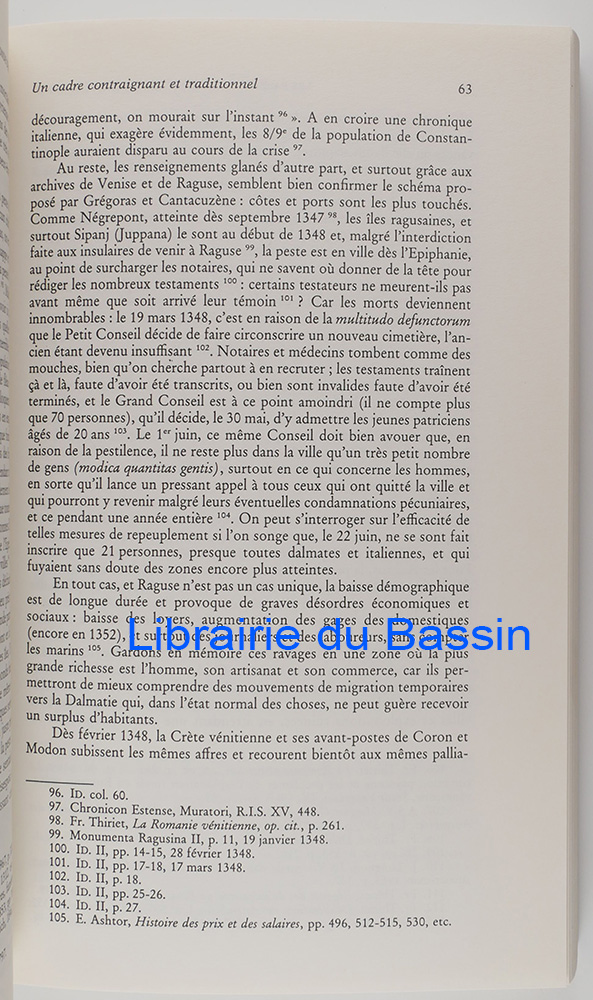 Un cadre contraignant et traditionnel 63
découragement, on mourait sur l'instant ⁹⁶ ». A en croire une chronique
italienne, qui exagère évidemment, les 8/9ᵉ de la population de Constan-
tinople auraient disparu au cours de la crise ⁹⁷.
Au reste, les renseignements glanés d'autre part, et surtout grâce aux
archives de Venise et de Raguse, semblent bien confirmer le schéma pro-
posé par Grégoras et Cantacuzène : côtes et ports sont les plus touchés.
Comme Négrepont, atteinte dès septembre 1347 ⁹⁸, les îles ragusaines, et
surtout Sipanj (Juppana) le sont au début de 1348 et, malgré l'interdiction
faite aux insulaires de venir à Raguse ⁹⁹, la peste est en ville dès l'Epiphanie,
au point de surcharger les notaires, qui ne savent où donner de la tête pour
rédiger les nombreux testaments ¹⁰⁰ : certains testateurs ne meurent-ils pas
avant même que soit arrivé leur témoin ¹⁰¹ ? Car les morts deviennent
innombrables : le 19 mars 1348, c'est en raison de la multitudo defunctorum
que le Petit Conseil décide de faire circonscrire un nouveau cimetière, l'an-
cien étant devenu insuffisant ¹⁰². Notaires et médecins tombent comme des
mouches, bien qu'on cherche partout à en recruter ; les testaments traînent
çà et là, faute d'avoir été transcrits, ou bien sont invalides faute d'avoir été
terminés, et le Grand Conseil est à ce point amoindri (il ne compte plus
que 70 personnes), qu'il décide, le 30 mai, d'y admettre les jeunes patriciens
âgés de 20 ans ¹⁰³. Le 1ᵉʳ juin, ce même Conseil doit bien avouer que, en
raison de la pestilence, il ne reste plus dans la ville qu'un très petit nombre
de gens (modica quantitas gentis), surtout en ce qui concerne les hommes,
en sorte qu'il lance un pressant appel à tous ceux qui ont quitté la ville et
qui pourront y revenir malgré leurs éventuelles condamnations pécuniaires,
et ce pendant une année entière ¹⁰⁴. On peut s'interroger sur l'efficacité de
telles mesures de repeuplement si l'on songe que, le 22 juin, ne se sont fait
inscrire que 21 personnes, presque toutes dalmates et italiennes, et qui
fuyaient sans doute des zones encore plus atteintes.
En tout cas, et Raguse n'est pas un cas unique, la baisse démographique
est de longue durée et provoque de graves désordres économiques et
sociaux : baisse des loyers, augmentation des gages des domestiques
(encore en 1352), et surtout des journaliers et des laboureurs, sans compter
les marins ¹⁰⁵. Gardons en mémoire ces ravages en une zone où la plus
grande richesse est l'homme, son artisanat et son commerce, car ils per-
mettront de mieux comprendre des mouvements de migration temporaires
vers la Dalmatie qui, dans l'état normal des choses, ne peut guère recevoir
un surplus d'habitants.
Dès février 1348, la Crète vénitienne et ses avant-postes de Coron et
Modon subissent les mêmes affres et recourent bientôt aux mêmes pallia-
96. ID. col. 60.
97. Chronicon Estense, Muratori, R.I.S. XV, 448.
98. Fr. Thiriet, La Romanie vénitienne, op. cit., p. 261.
99. Monumenta Ragusina II, p. 11, 19 janvier 1348.
100. ID. II, pp. 14-15, 28 février 1348.
101. ID. II, pp. 17-18, 17 mars 1348.
102. ID. II, p. 18.
103. ID. II, pp. 25-26.
104. ID. II, p. 27.
105. E. Ashtor, Histoire des prix et des salaires, pp. 496, 512-515, 530, etc.
Librairie du Bassin